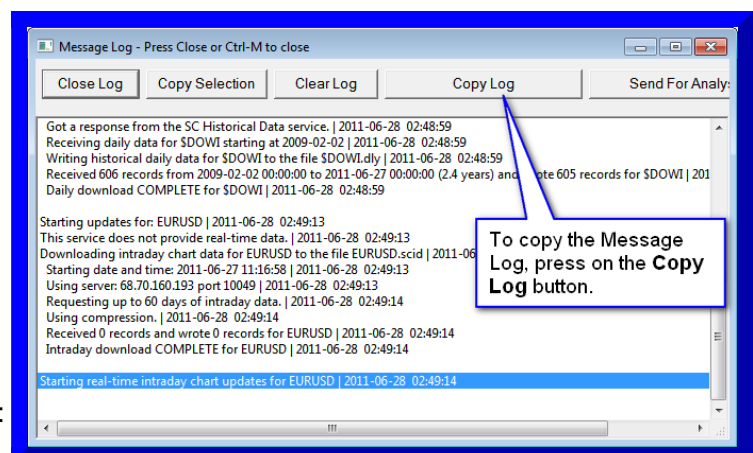 Message Log - Press Close or Ctrl-M to close
Close Log Copy Selection Clear Log Copy Log Send For Analy
Got a response from the SC Historical Data service. | 2011-06-28 02:48:59
Receiving daily data for $DOWI starting at 2009-02-02 | 2011-06-28 02:48:59
Writing historical daily data for $DOWI to the file $DOWI.dly | 2011-06-28 02:48:59
Received 606 records from 2009-02-02 00:00:00 to 2011-06-27 00:00:00 (2.4 years) and ote 605 records for $DOWI | 201
Daily download COMPLETE for $DOWI | 2011-06-28 02:48:59
Starting updates for: EURUSD | 2011-06-28 02:49:13
This service does not provide real-time data. | 2011-06-28 02:49:13
Downloading intraday chart data for EURUSD to the file EURUSD.scid | 2011-06
Starting date and time: 2011-06-27 11:16:58 | 2011-06-28 02:49:13
Using server: 68.70.160.193 port 10049 | 2011-06-28 02:49:13
Requesting up to 60 days of intraday data. | 2011-06-28 02:49:14
Using compression. | 2011-06-28 02:49:14
Received 0 records and wrote 0 records for EURUSD | 2011-06-28 02:49:14
Intraday download COMPLETE for EURUSD | 2011-06-28 02:49:14
Starting real-time intraday chart updates for EURUSD | 2011-06-28 02:49:14
To copy the Message
Log, press on the Copy
Log button.
: